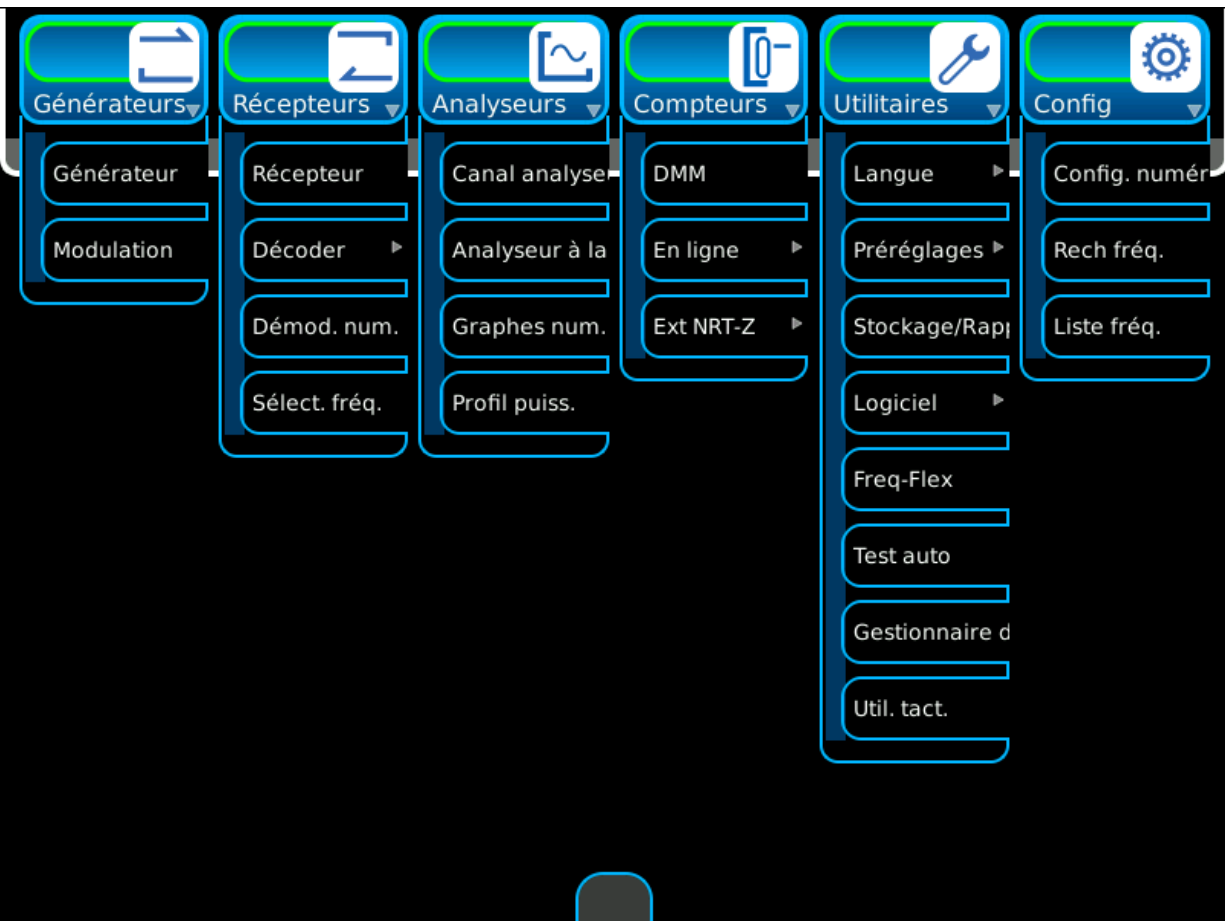 Générateurs
Récepteurs
Analyseurs
Compteurs
Utilitaires
Config
Générateur
Modulation
Récepteur
Décoder
Démod. num.
Sélect. fréq.
Canal analyse
Analyseur à la
Graphes num.
Profil puiss.
DMM
En ligne
Ext NRT-Z
Langue
Préréglages
Stockage/Rapp
Logiciel
Freq-Flex
Test auto
Gestionnaire d
Util. tact.
Config. numér
Rech fréq.
Liste fréq.